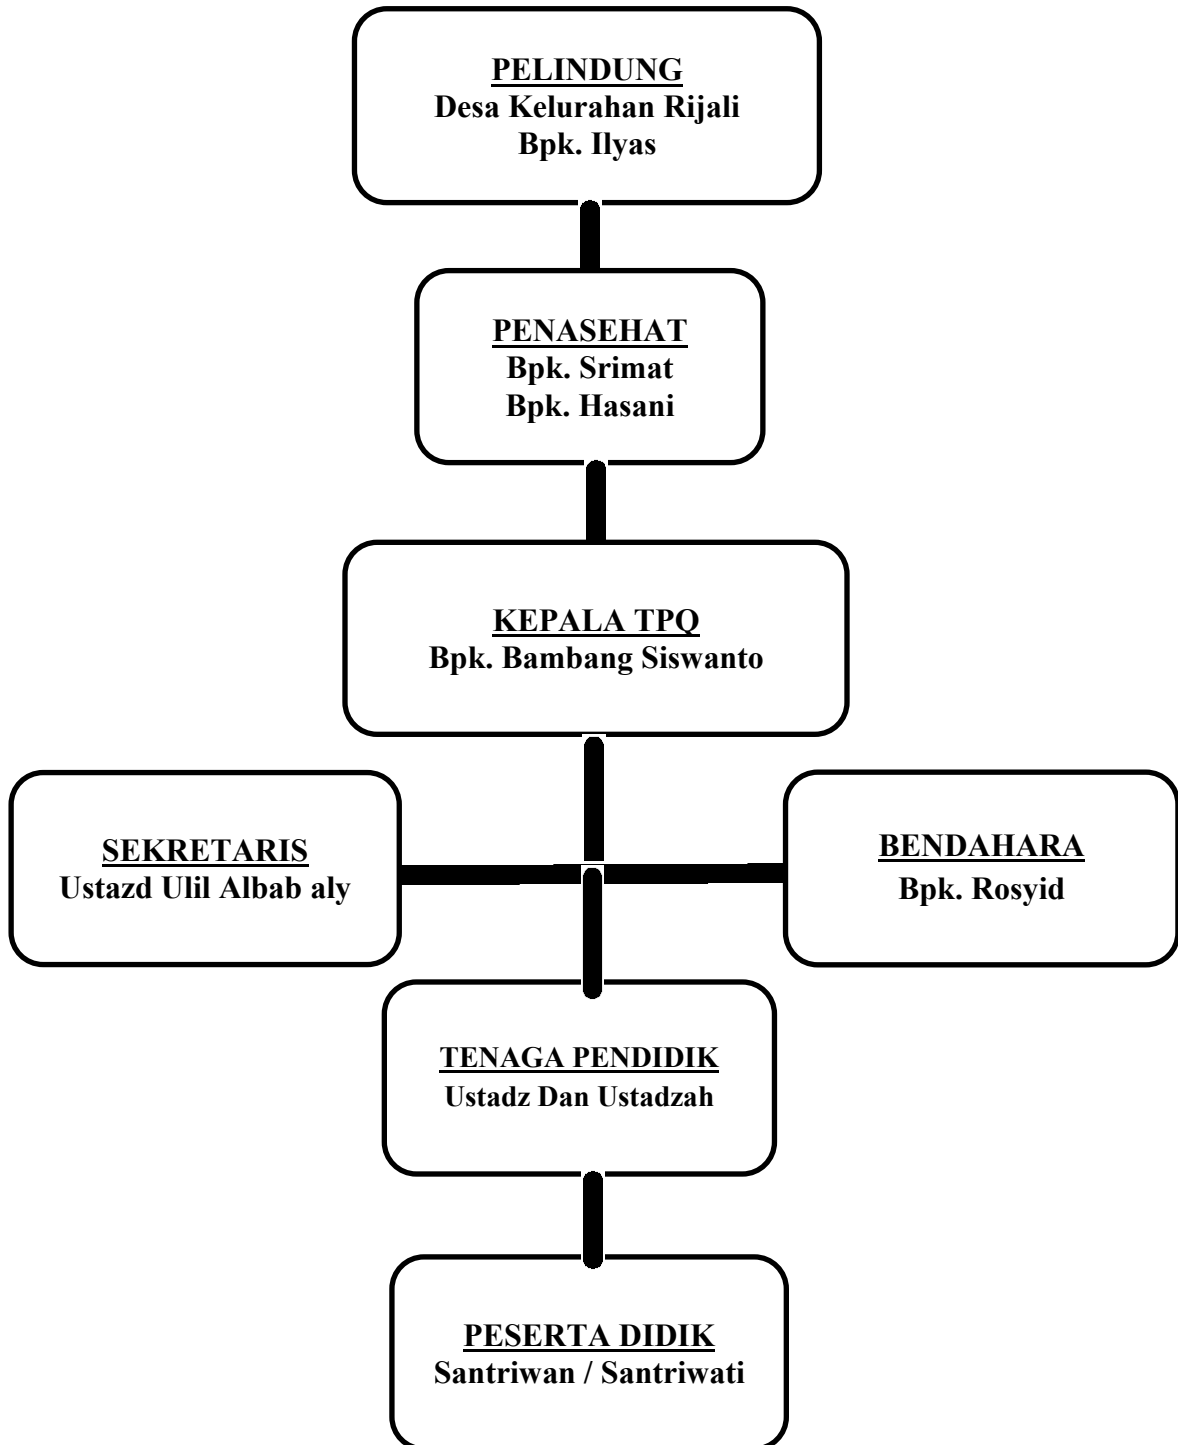 PELINDUNG
Desa Kelurahan Rijali
Bpk. Ilyas
PENASEHAT
Bpk. Srimat
Bpk. Hasani
KEPALA TPQ
Bpk. Bambang Siswanto
SEKRETARIS
Ustazd Ulil Albab aly
BENDAHARA
Bpk. Rosyid
TENAGA PENDIDIK
Ustadz Dan Ustadzah
PESERTA DIDIK
Santriwan / Santriwati